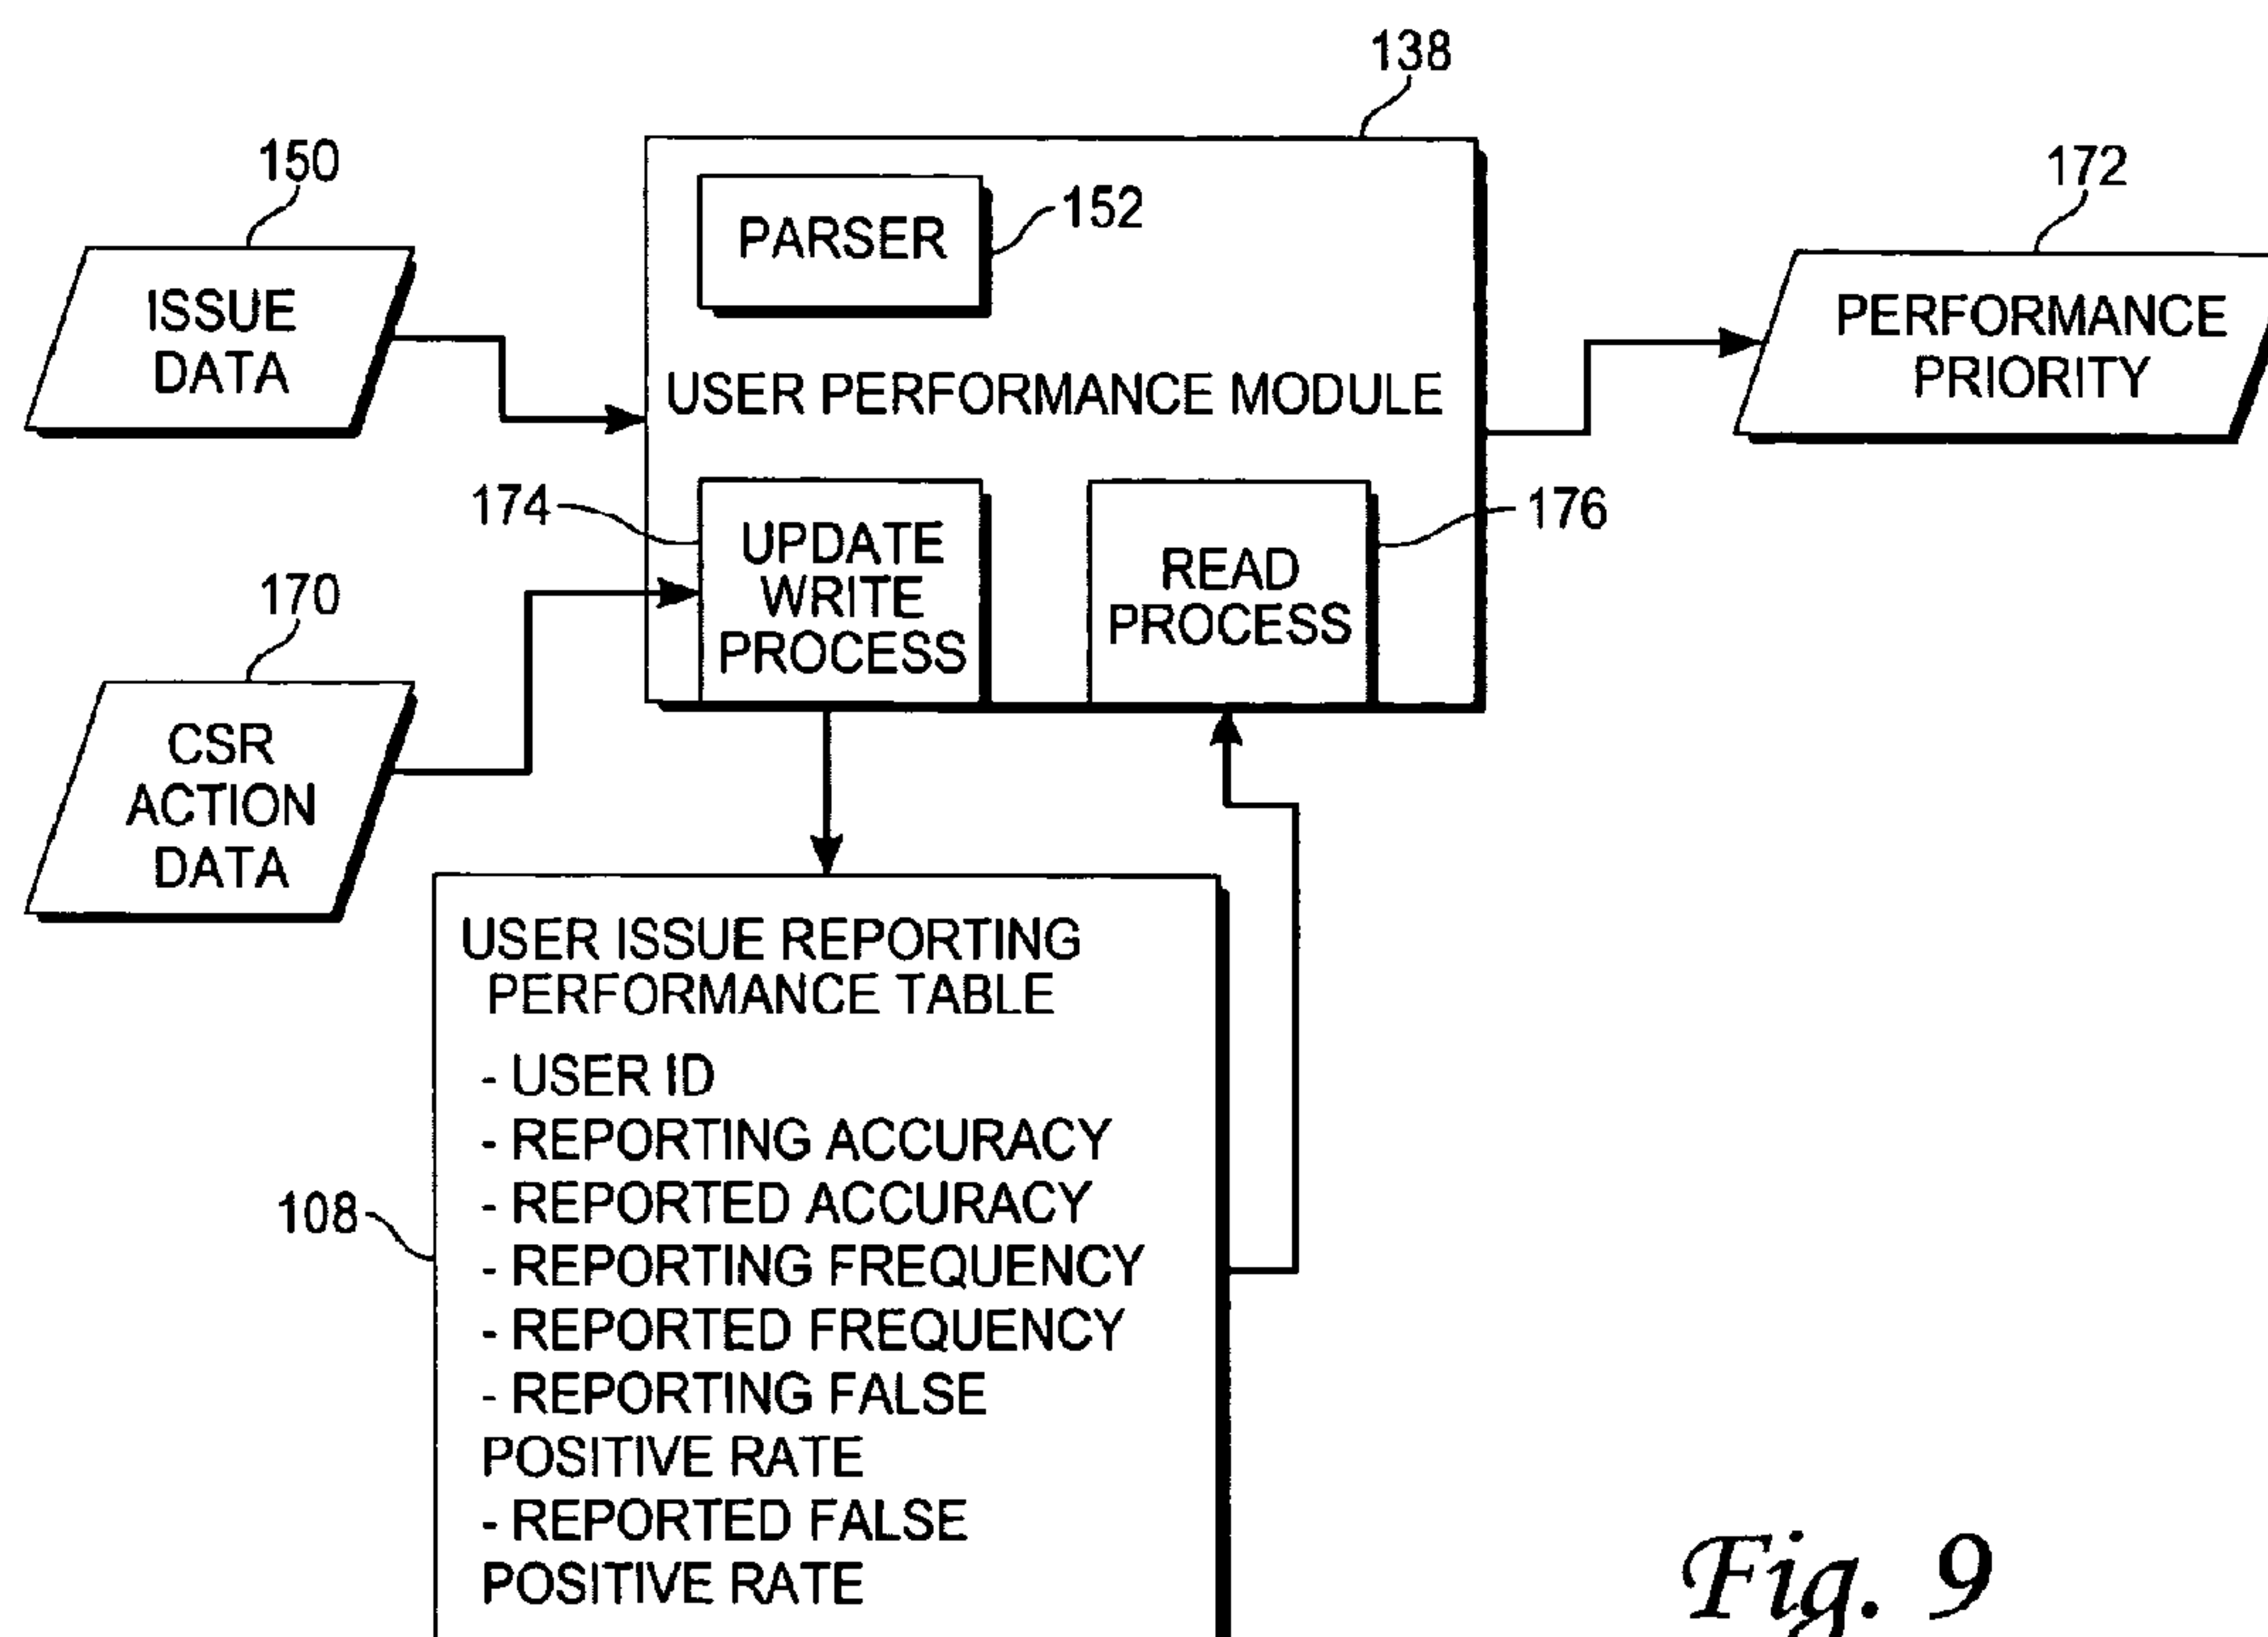 138
150
172
PARSER
152
ISSUE
DATA
PERFORMANCE
PRIORITY
USER PERFORMANCE MODULE
174
176
UPDATE
WRITE
PROCESS
READ
PROCESS
170
CSR
ACTION
DATA
USER ISSUE REPORTING
PERFORMANCE TABLE
- USER ID
- REPORTING ACCURACY
- REPORTED ACCURACY
108
- REPORTING FREQUENCY
- REPORTED FREQUENCY
- REPORTING FALSE
POSITIVE RATE
- REPORTED FALSE
POSITIVE RATE
Fig. 9